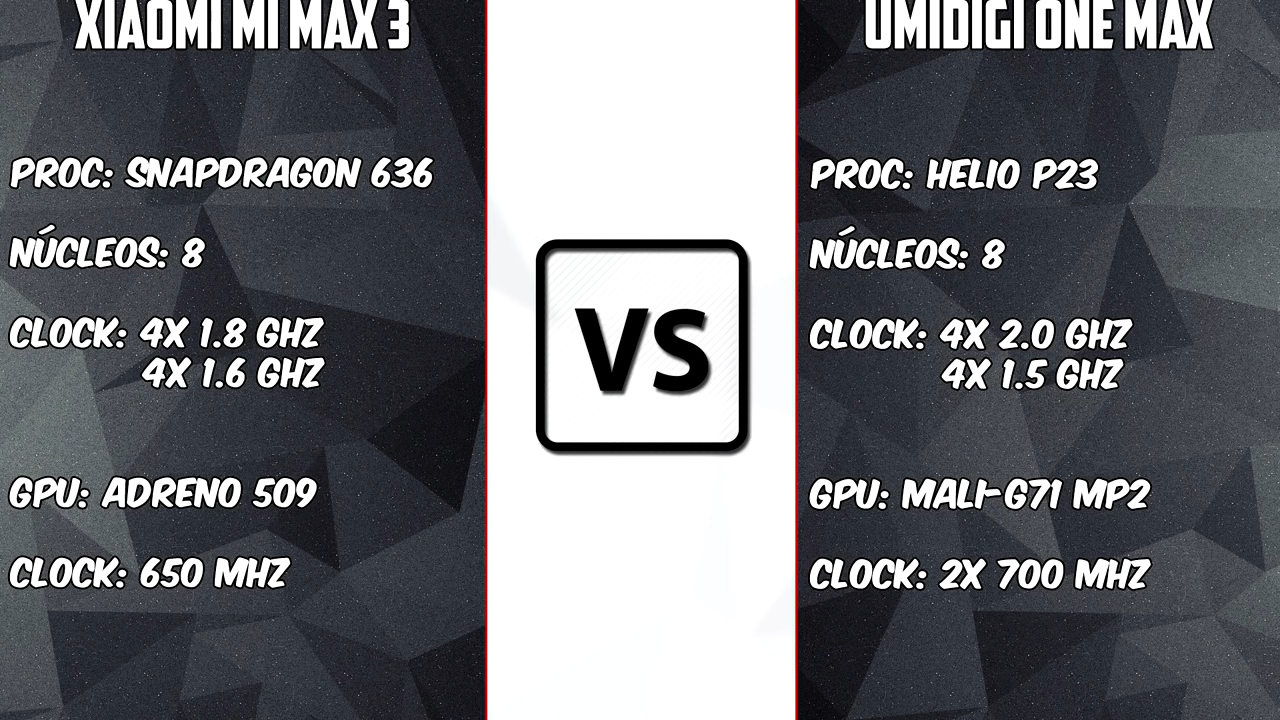 XIAOMI MI MAX 3
PROC: SNAPDRAGON 636
NÚCLEOS: 8
CLOCK: 4X 1.8 GHZ
4X 1.6 GHZ
GPU: ADRENO 509
CLOCK: 650 MHZ
VS
UMIDIGI ONE MAX
PROC: HELIO P23
NÚCLEOS: 8
CLOCK: 4X 2.0 GHZ
4X 1.5 GHZ
GPU: MALI-G71 MP2
CLOCK: 2X 700 MHZ